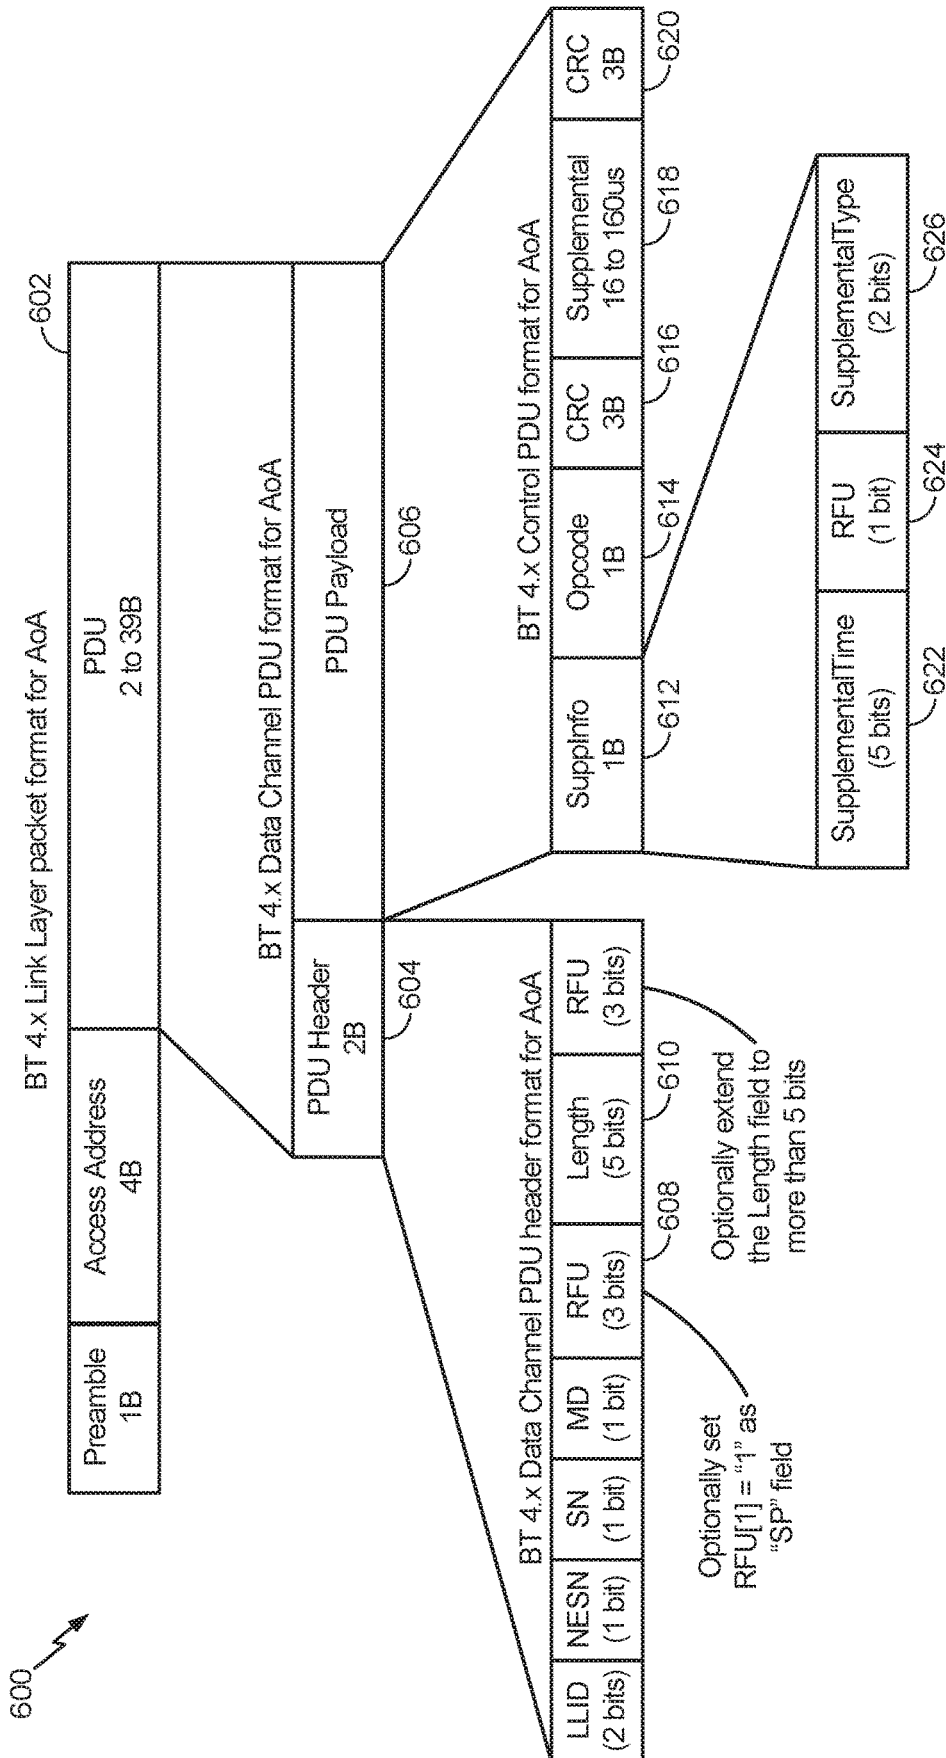 600
BT 4.x Link Layer packet format for AoA
Preamble
1B
Access Address
4B
PDU
2 to 39B
602
BT 4.x Data Channel PDU format for AoA
PDU Header
2B
604
PDU Payload
606
BT 4.x Data Channel PDU header format for AoA
LLID
(2 bits)
NESN
(1 bit)
SN
(1 bit)
MD
(1 bit)
RFU
(3 bits)
608
Length
(5 bits)
610
RFU
(3 bits)
Optionally set
RFU[1] = "1" as
"SP" field
Optionally extend
the Length field to
more than 5 bits
BT 4.x Control PDU format for AoA
SuppInfo
1B
612
Opcode
1B
614
CRC
3B
616
Supplemental
16 to 160us
618
CRC
3B
620
SupplementalTime
(5 bits)
622
RFU
(1 bit)
624
SupplementalType
(2 bits)
626